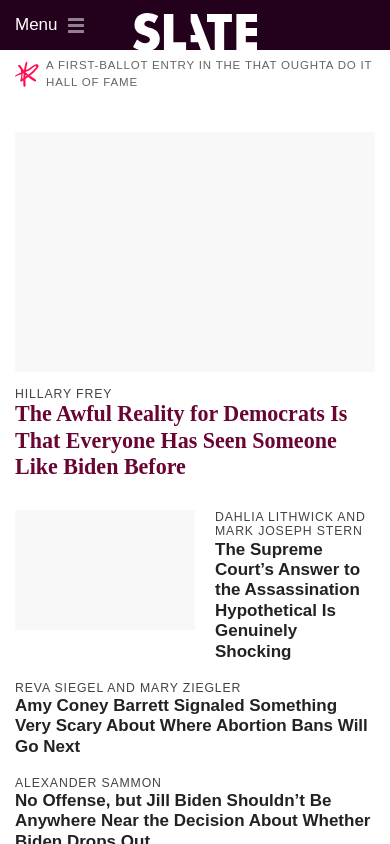 Menu
SLATE
A FIRST-BALLOT ENTRY IN THE THAT OUGHTA DO IT
HALL OF FAME
HILLARY FREY
The Awful Reality for Democrats Is
That Everyone Has Seen Someone
Like Biden Before
DAHLIA LITHWICK AND
MARK JOSEPH STERN
The Supreme
Court’s Answer to
the Assassination
Hypothetical Is
Genuinely
Shocking
REVA SIEGEL AND MARY ZIEGLER
Amy Coney Barrett Signaled Something
Very Scary About Where Abortion Bans Will
Go Next
ALEXANDER SAMMON
No Offense, but Jill Biden Shouldn’t Be
Anywhere Near the Decision About Whether
Biden Drops Out